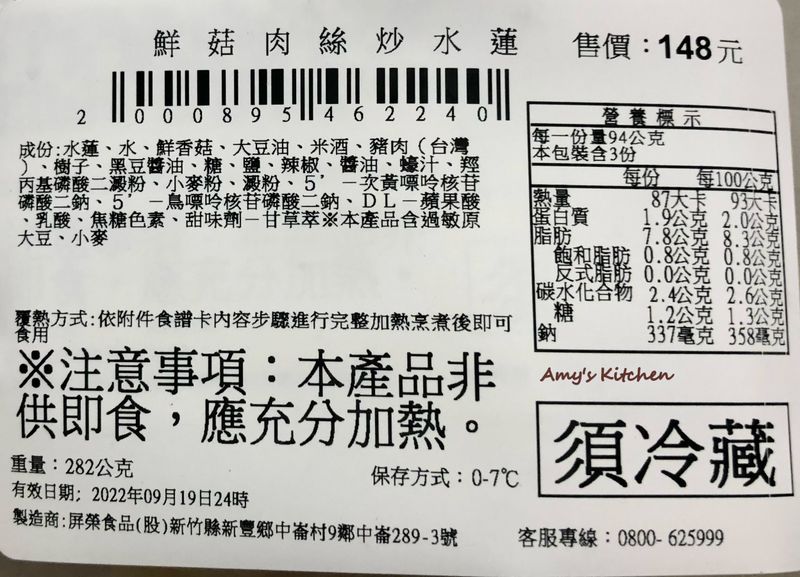 鮮菇肉絲炒水蓮 售價：148元
2 000895 462240
成份:水蓮、水、鮮香菇、大豆油、米酒、豬肉(台灣
)、樹子、黑豆醬油、糖、鹽、辣椒、醬油、蠔汁、羥
丙基磷酸二澱粉、小麥粉、澱粉、5’－次黃嘌呤核苷
磷酸二鈉、5’－鳥嘌呤核苷磷酸二鈉、DL－蘋果酸
、乳酸、焦糖色素、甜味劑－甘草萃※本產品含過敏原
大豆、小麥
營養標示
每一份量94公克
本包裝含3份
每份 每100公克
熱量 87大卡 93大卡
蛋白質 1.9公克 2.0公克
脂肪 7.8公克 8.3公克
飽和脂肪 0.8公克 0.8公克
反式脂肪 0.0公克 0.0公克
碳水化合物 2.4公克 2.6公克
糖 1.2公克 1.3公克
鈉 337毫克 358毫克
覆熱方式:依附件食譜卡內容步驟進行完整加熱烹煮後即可
食用
※注意事項：本產品非
供即食，應充分加熱。
Amy's Kitchen
須冷藏
重量：282公克 保存方式：0-7℃
有效日期; 2022年09月19日24時
製造商:屏榮食品(股)新竹縣新豐鄉中崙村9鄰中崙289-3號 客服專線：0800- 625999